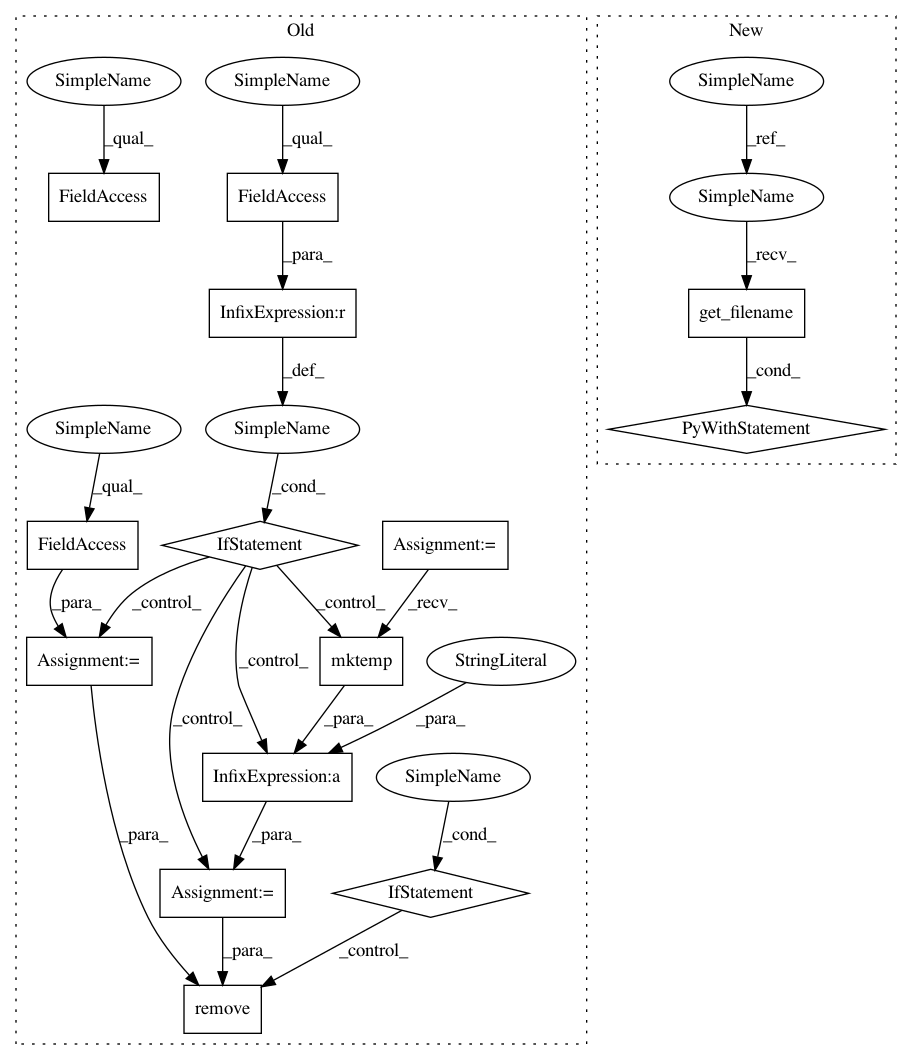 Old
New
SimpleName
SimpleName
SimpleName
_qual_
_qual_
_ref_
FieldAccess
FieldAccess
SimpleName
_para_
_recv_
InfixExpression:r
get_filename
_def_
_cond_
SimpleName
SimpleName
PyWithStatement
_qual_
_cond_
FieldAccess
IfStatement
Assignment:=
_para_
_control_
_control_
_recv_
Assignment:=
_control_
mktemp
StringLiteral
_control_
_para_
_para_
InfixExpression:a
SimpleName
_para_
_para_
_cond_
Assignment:=
IfStatement
_para_
_control_
remove